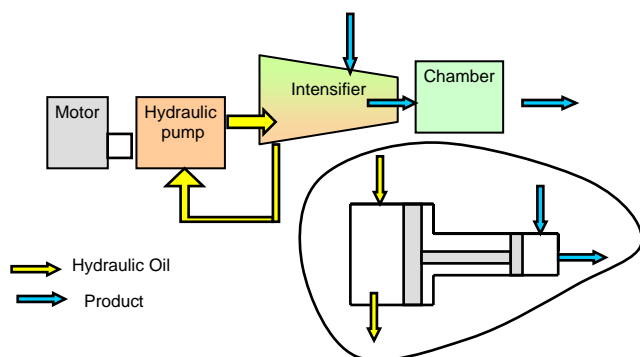 Motor
Hydraulic
pump
Intensifier
Chamber
Hydraulic Oil
Product